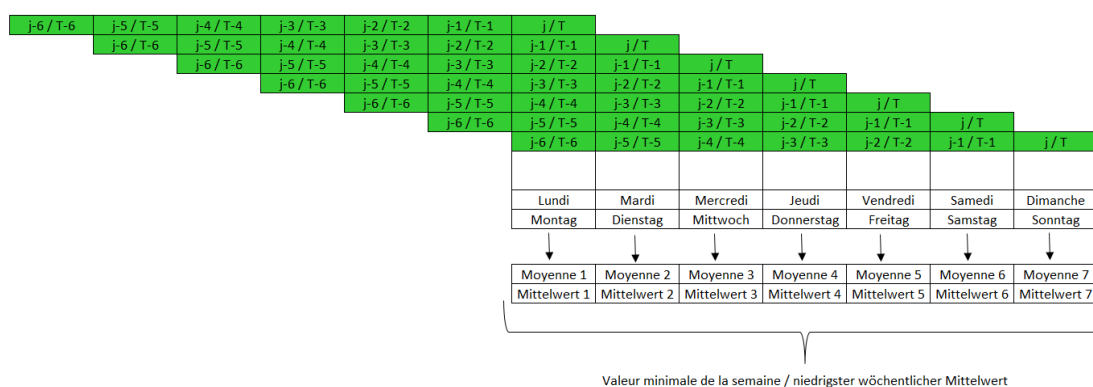 j-6 / T-6 j-5 / T-5 j-4 / T-4 j-3 / T-3 j-2 / T-2 j-1 / T-1 j / T
j-6 / T-6 j-5 / T-5 j-4 / T-4 j-3 / T-3 j-2 / T-2 j-1 / T-1 j / T
j-6 / T-6 j-5 / T-5 j-4 / T-4 j-3 / T-3 j-2 / T-2 j-1 / T-1 j / T
j-6 / T-6 j-5 / T-5 j-4 / T-4 j-3 / T-3 j-2 / T-2 j-1 / T-1 j / T
j-6 / T-6 j-5 / T-5 j-4 / T-4 j-3 / T-3 j-2 / T-2 j-1 / T-1 j / T
j-6 / T-6 j-5 / T-5 j-4 / T-4 j-3 / T-3 j-2 / T-2 j-1 / T-1 j / T
j-6 / T-6 j-5 / T-5 j-4 / T-4 j-3 / T-3 j-2 / T-2 j-1 / T-1 j / T
Lundi Mardi Mercredi Jeudi Vendredi Samedi Dimanche
Montag Dienstag Mittwoch Donnerstag Freitag Samstag Sonntag
Moyenne 1 Moyenne 2 Moyenne 3 Moyenne 4 Moyenne 5 Moyenne 6 Moyenne 7
Mittelwert 1 Mittelwert 2 Mittelwert 3 Mittelwert 4 Mittelwert 5 Mittelwert 6 Mittelwert 7
Valeur minimale de la semaine / niedrigster wöchentlicher Mittelwert